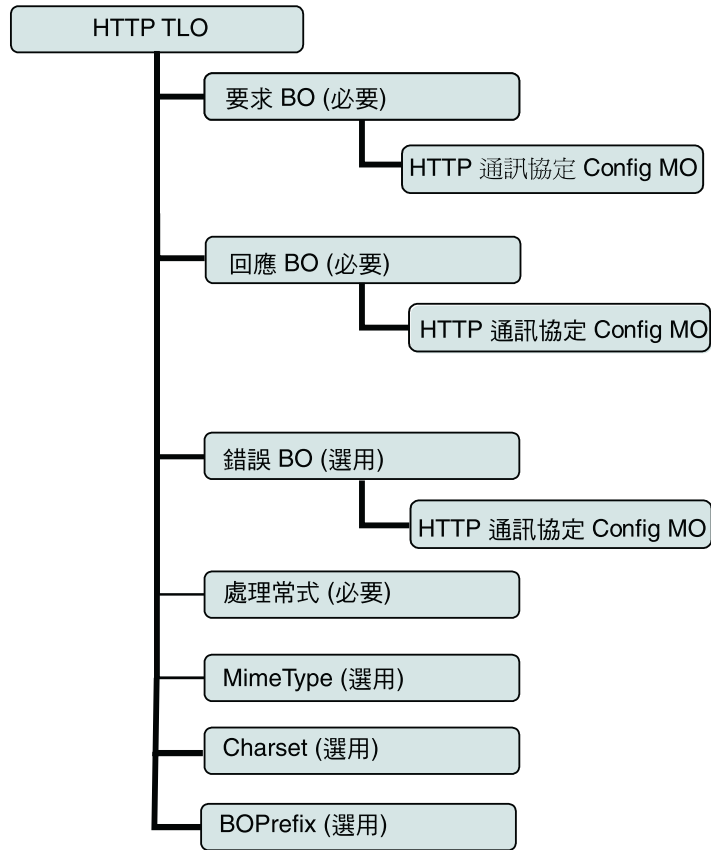 HTTP TLO
要求 BO (必要)
HTTP 通訊協定 Config MO
回應 BO (必要)
HTTP 通訊協定 Config MO
錯誤 BO (選用)
HTTP 通訊協定 Config MO
處理常式 (必要)
MimeType (選用)
Charset (選用)
BOPrefix (選用)